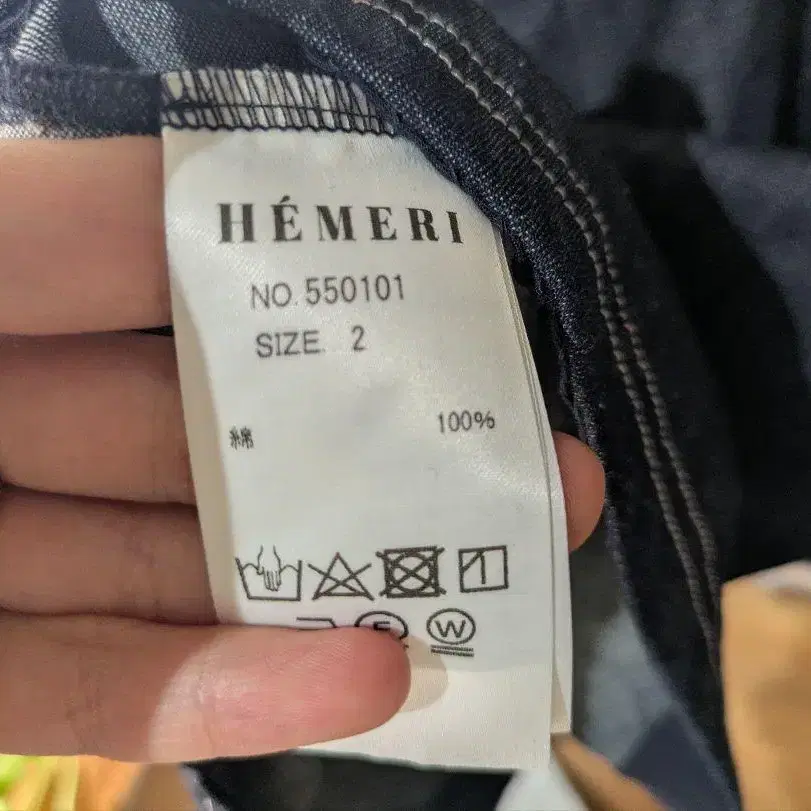 HÉMERI
NO. 550101
SIZE. 2
綿 100%
W